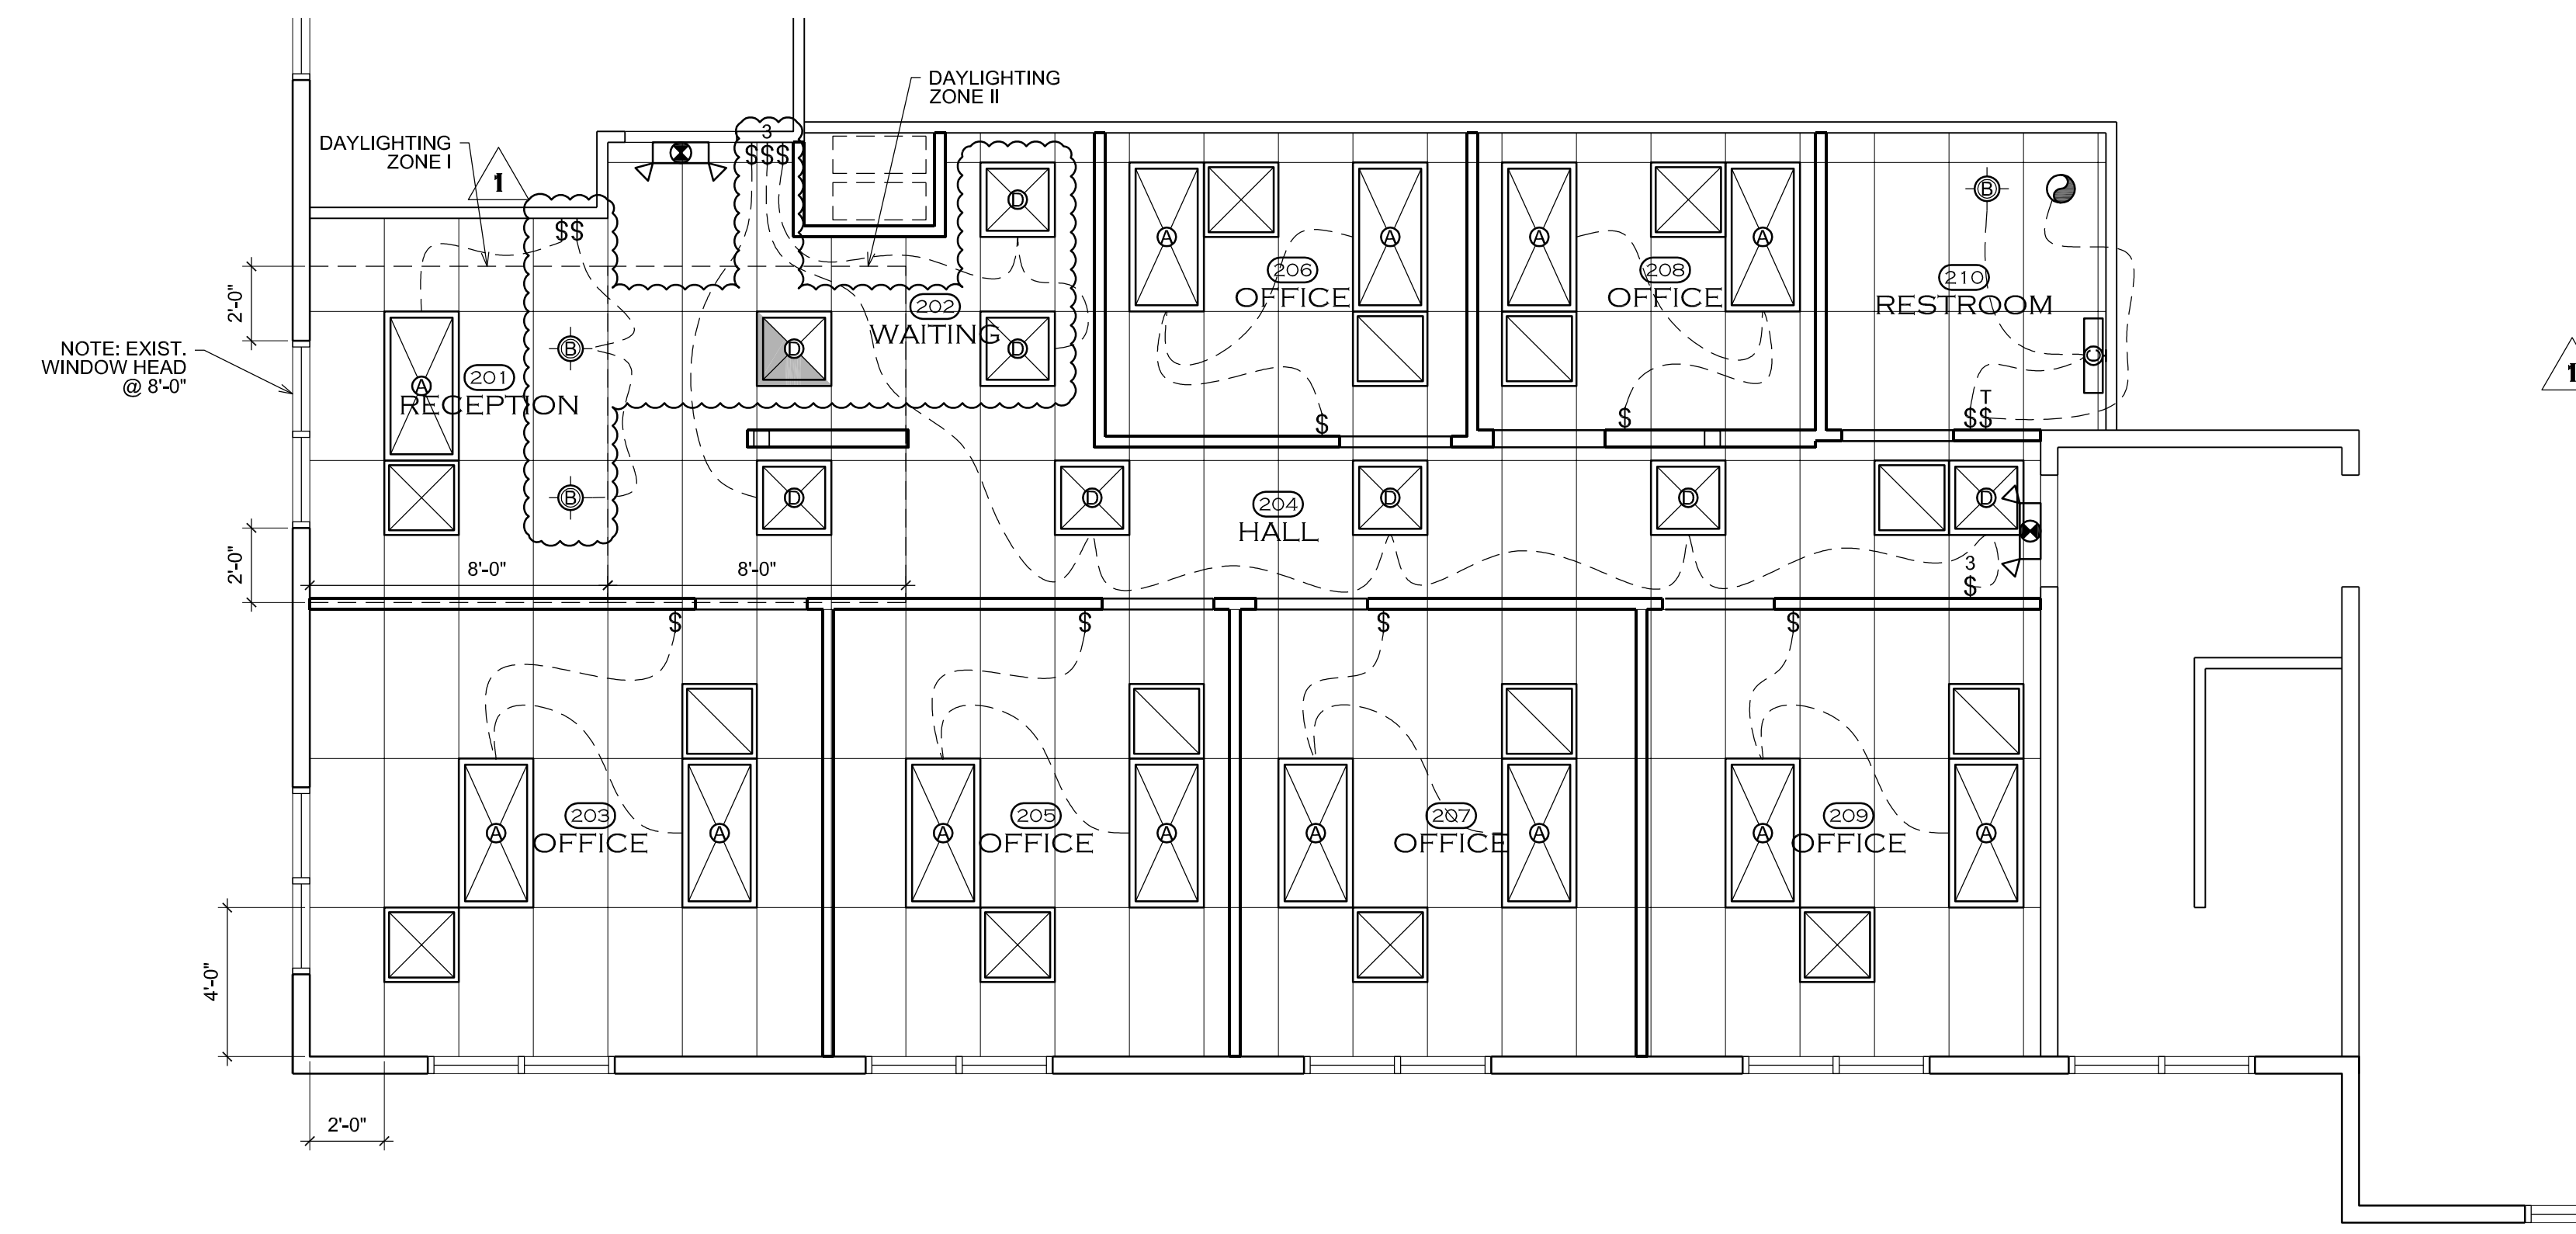 DAYLIGHTING
ZONE II
DAYLIGHTING
ZONE I
1
3
$$$
$$
D
B
A
A
A
A
206
OFFICE
208
OFFICE
210
RESTROOM
2'-0"
202
WAITING
NOTE: EXIST.
WINDOW HEAD
@ 8'-0"
B
D
D
C
1
A
201
RECEPTION
T
$
$
$$
B
D
D
D
D
D
204
HALL
2'-0"
8'-0"
8'-0"
3
$
$
$
$
$
203
OFFICE
205
OFFICE
207
OFFICE
209
OFFICE
A
A
A
A
A
A
A
A
4'-0"
2'-0"